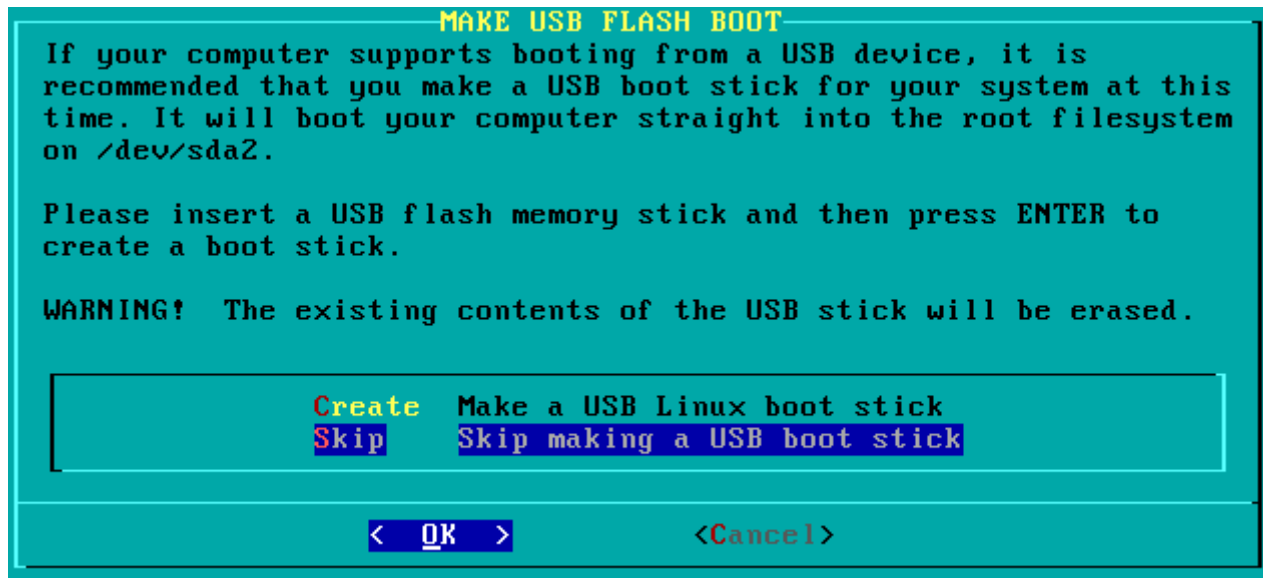 MAKE USB FLASH BOOT
If your computer supports booting from a USB device, it is
recommended that you make a USB boot stick for your system at this
time. It will boot your computer straight into the root filesystem
on /dev/sda2.
Please insert a USB flash memory stick and then press ENTER to
create a boot stick.
WARNING!  The existing contents of the USB stick will be erased.
Create  Make a USB Linux boot stick
Skip    Skip making a USB boot stick
<  OK  >          <Cancel>